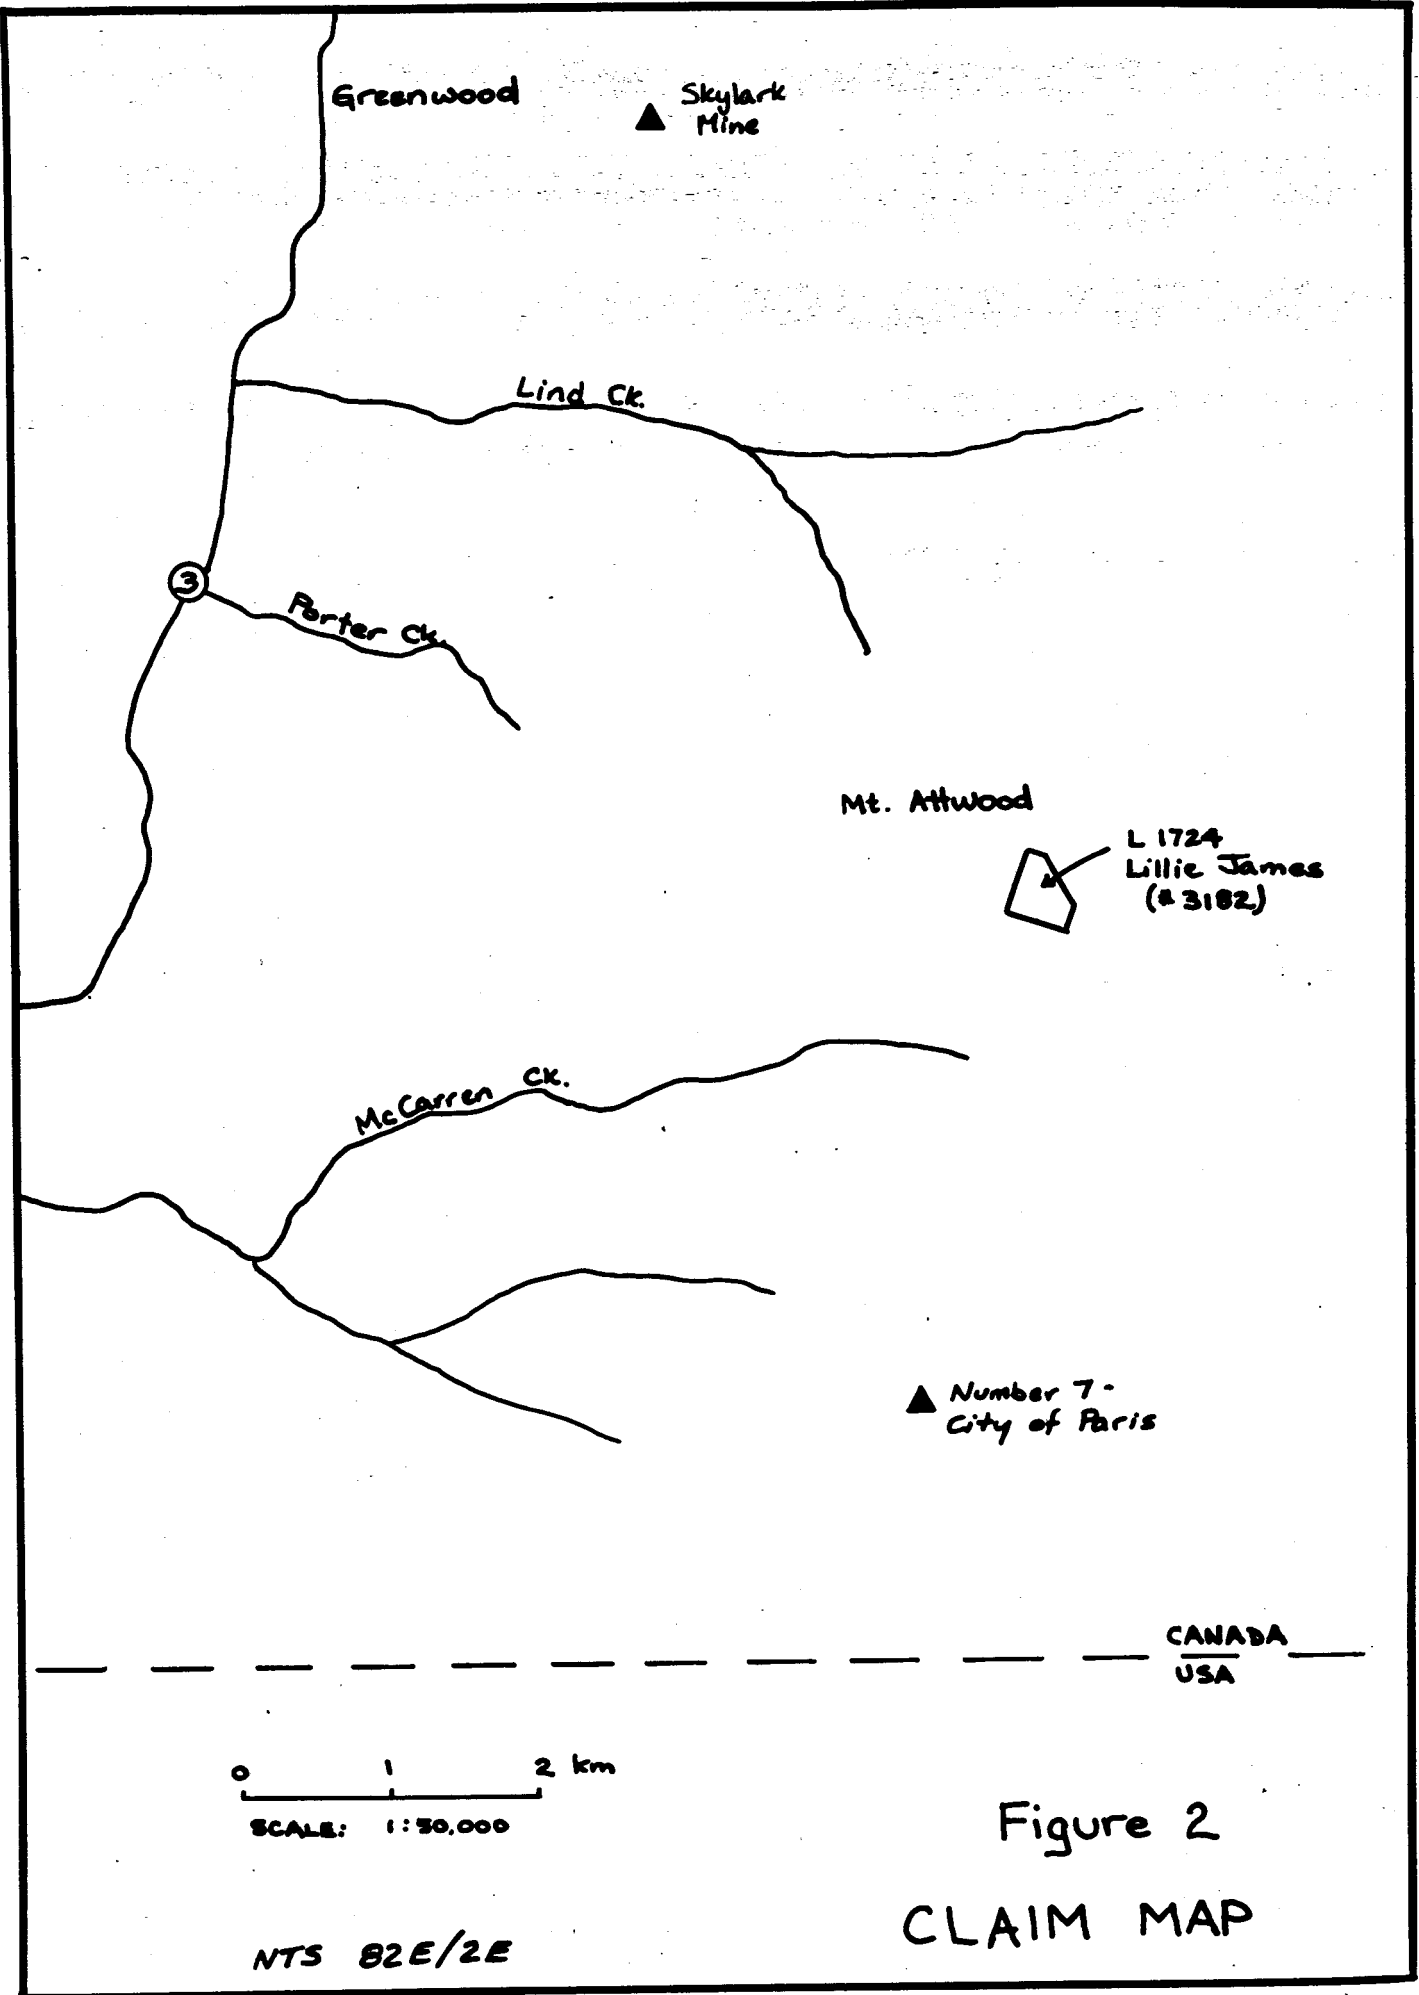 Greenwood
Skylark
Mine
Lind Ck.
3
Porter Ck.
Mt. Attwood
L 1724
Lillie James
(# 3182)
McCarren Ck.
Number 7 -
City of Paris
CANADA
USA
0 1 2 km
SCALE: 1:50,000
Figure 2
CLAIM MAP
NTS 82E/2E